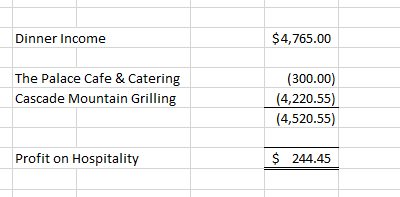 Dinner Income $4,765.00
The Palace Cafe & Catering (300.00)
Cascade Mountain Grilling (4,220.55)
(4,520.55)
Profit on Hospitality $ 244.45